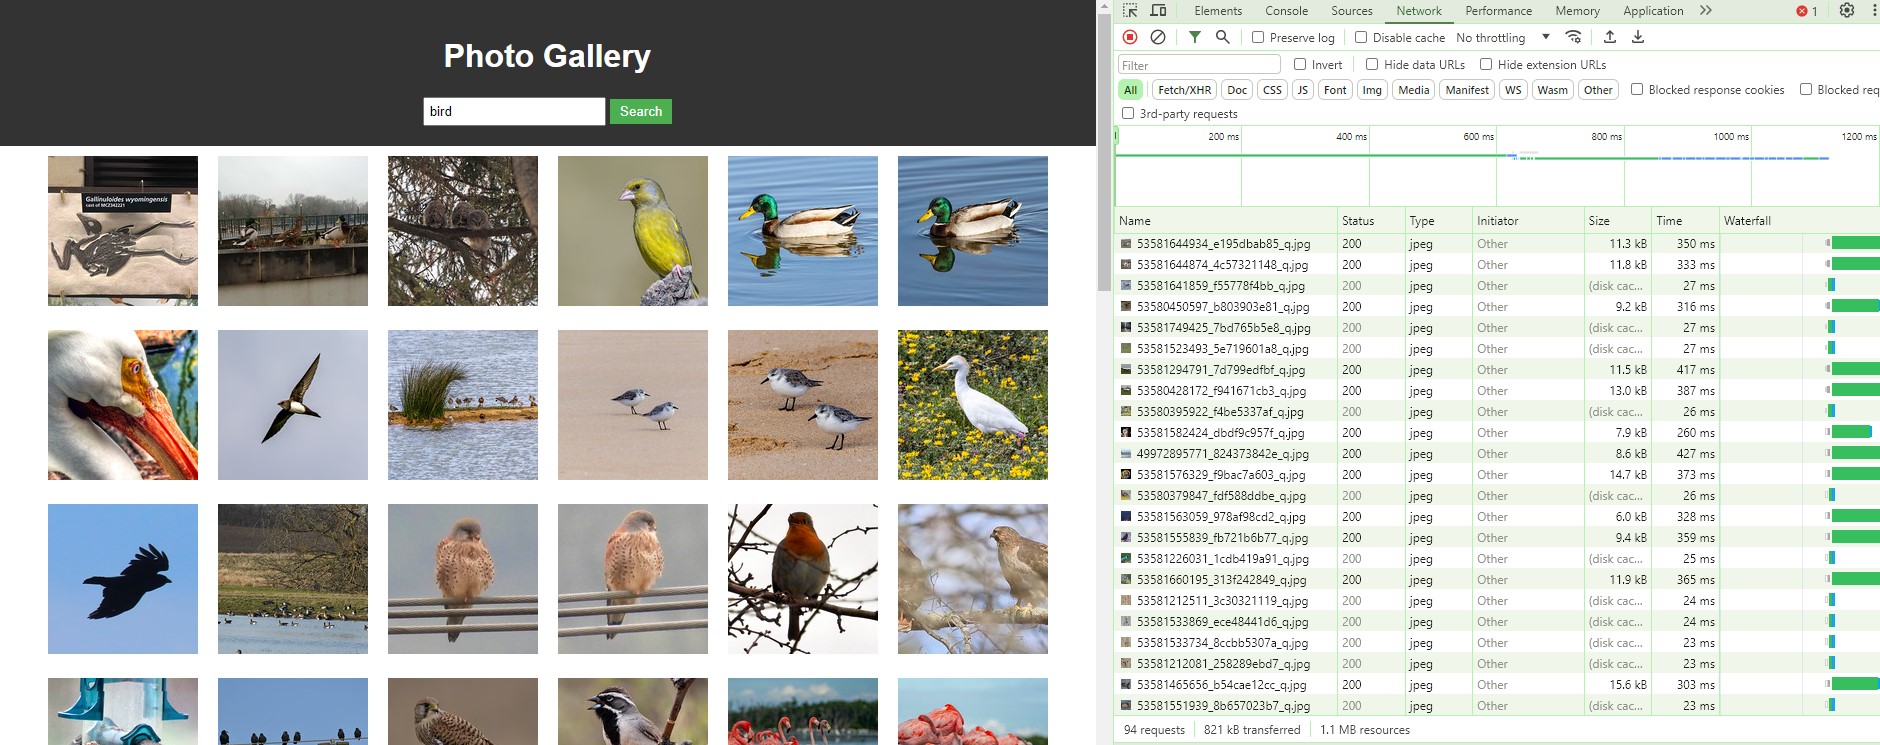 Photo Gallery
bird
Search
Gallinuloides wyomingensis
cast of MCZ342221
Elements Console Sources Network Performance Memory Application 1
Preserve log Disable cache No throttling
Filter Invert Hide data URLs Hide extension URLs
All Fetch/XHR Doc CSS JS Font Img Media Manifest WS Wasm Other Blocked response cookies Blocked req
3rd-party requests
200 ms 400 ms 600 ms 800 ms 1000 ms 1200 ms
Name Status Type Initiator Size Time Waterfall
53581644934_e195dbab85_q.jpg 200 jpeg Other 11.3 kB 350 ms
53581644874_4c57321148_q.jpg 200 jpeg Other 11.8 kB 333 ms
53581641859_f55778f4bb_q.jpg 200 jpeg Other (disk cac... 27 ms
53580450597_b803903e81_q.jpg 200 jpeg Other 9.2 kB 316 ms
53581749425_7bd765b5e8_q.jpg 200 jpeg Other (disk cac... 27 ms
53581523493_5e719601a8_q.jpg 200 jpeg Other (disk cac... 27 ms
53581294791_7d799edfbf_q.jpg 200 jpeg Other 11.5 kB 417 ms
53580428172_f941671cb3_q.jpg 200 jpeg Other 13.0 kB 387 ms
53580395922_f4be5337af_q.jpg 200 jpeg Other (disk cac... 26 ms
53581582424_dbdf9c957f_q.jpg 200 jpeg Other 7.9 kB 260 ms
49972895771_824373842e_q.jpg 200 jpeg Other 8.6 kB 427 ms
53581576329_f9bac7a603_q.jpg 200 jpeg Other 14.7 kB 373 ms
53580379847_fdf588ddbe_q.jpg 200 jpeg Other (disk cac... 26 ms
53581563059_978af98cd2_q.jpg 200 jpeg Other 6.0 kB 328 ms
53581555839_fb721b6b77_q.jpg 200 jpeg Other 9.4 kB 359 ms
53581226031_1cdb419a91_q.jpg 200 jpeg Other (disk cac... 25 ms
53581660195_313f242849_q.jpg 200 jpeg Other 11.9 kB 365 ms
53581212511_3c30321119_q.jpg 200 jpeg Other (disk cac... 24 ms
53581533869_ece48441d6_q.jpg 200 jpeg Other (disk cac... 24 ms
53581533734_8ccbb5307a_q.jpg 200 jpeg Other (disk cac... 23 ms
53581212081_258289ebd7_q.jpg 200 jpeg Other (disk cac... 23 ms
53581465656_b54cae12cc_q.jpg 200 jpeg Other 15.6 kB 303 ms
53581551939_8b657023b7_q.jpg 200 jpeg Other (disk cac... 23 ms
94 requests 821 kB transferred 1.1 MB resources